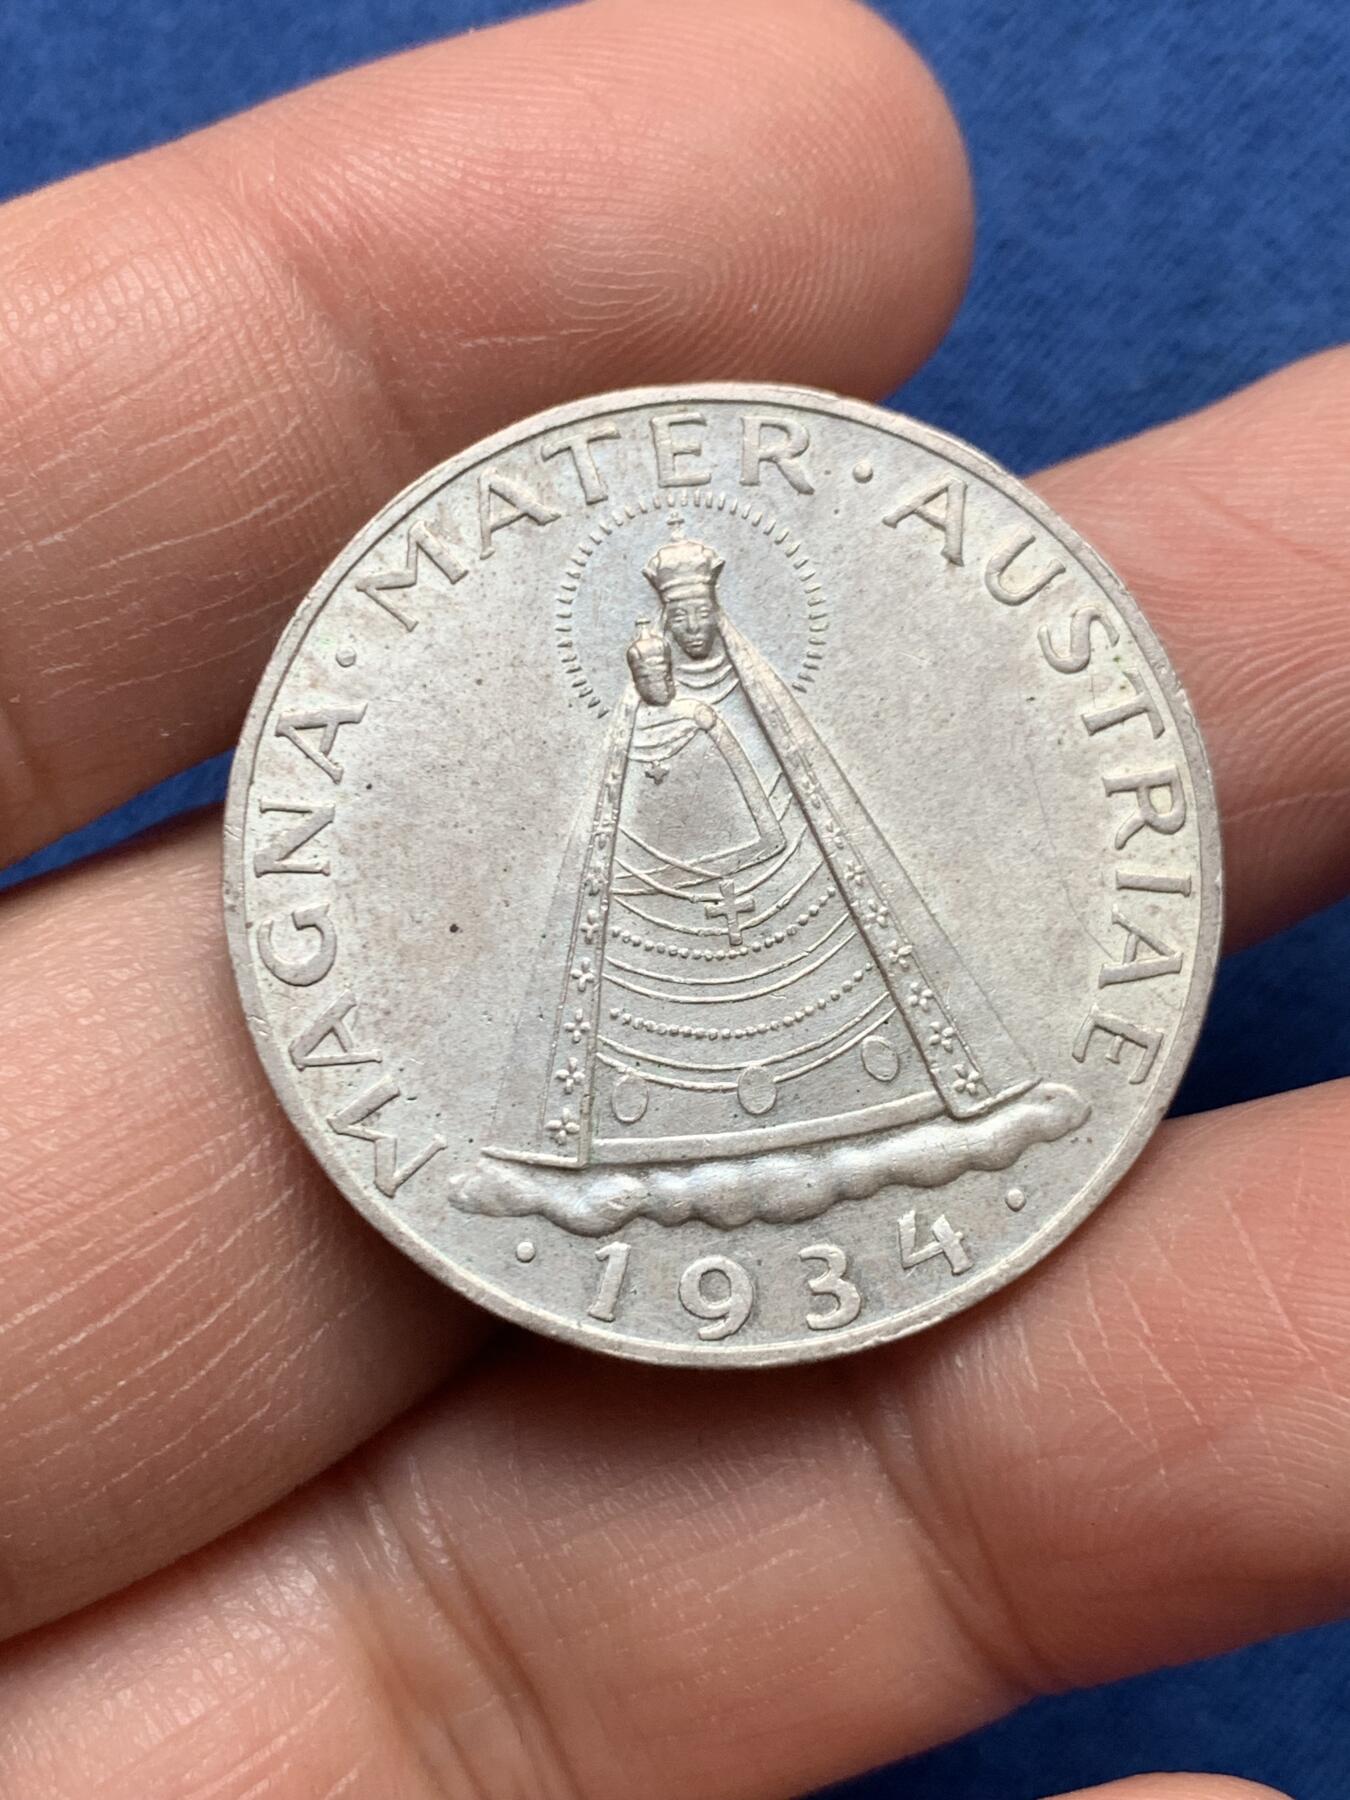 MAGNA · MATER · AUSTRIAE
· 1934 ·